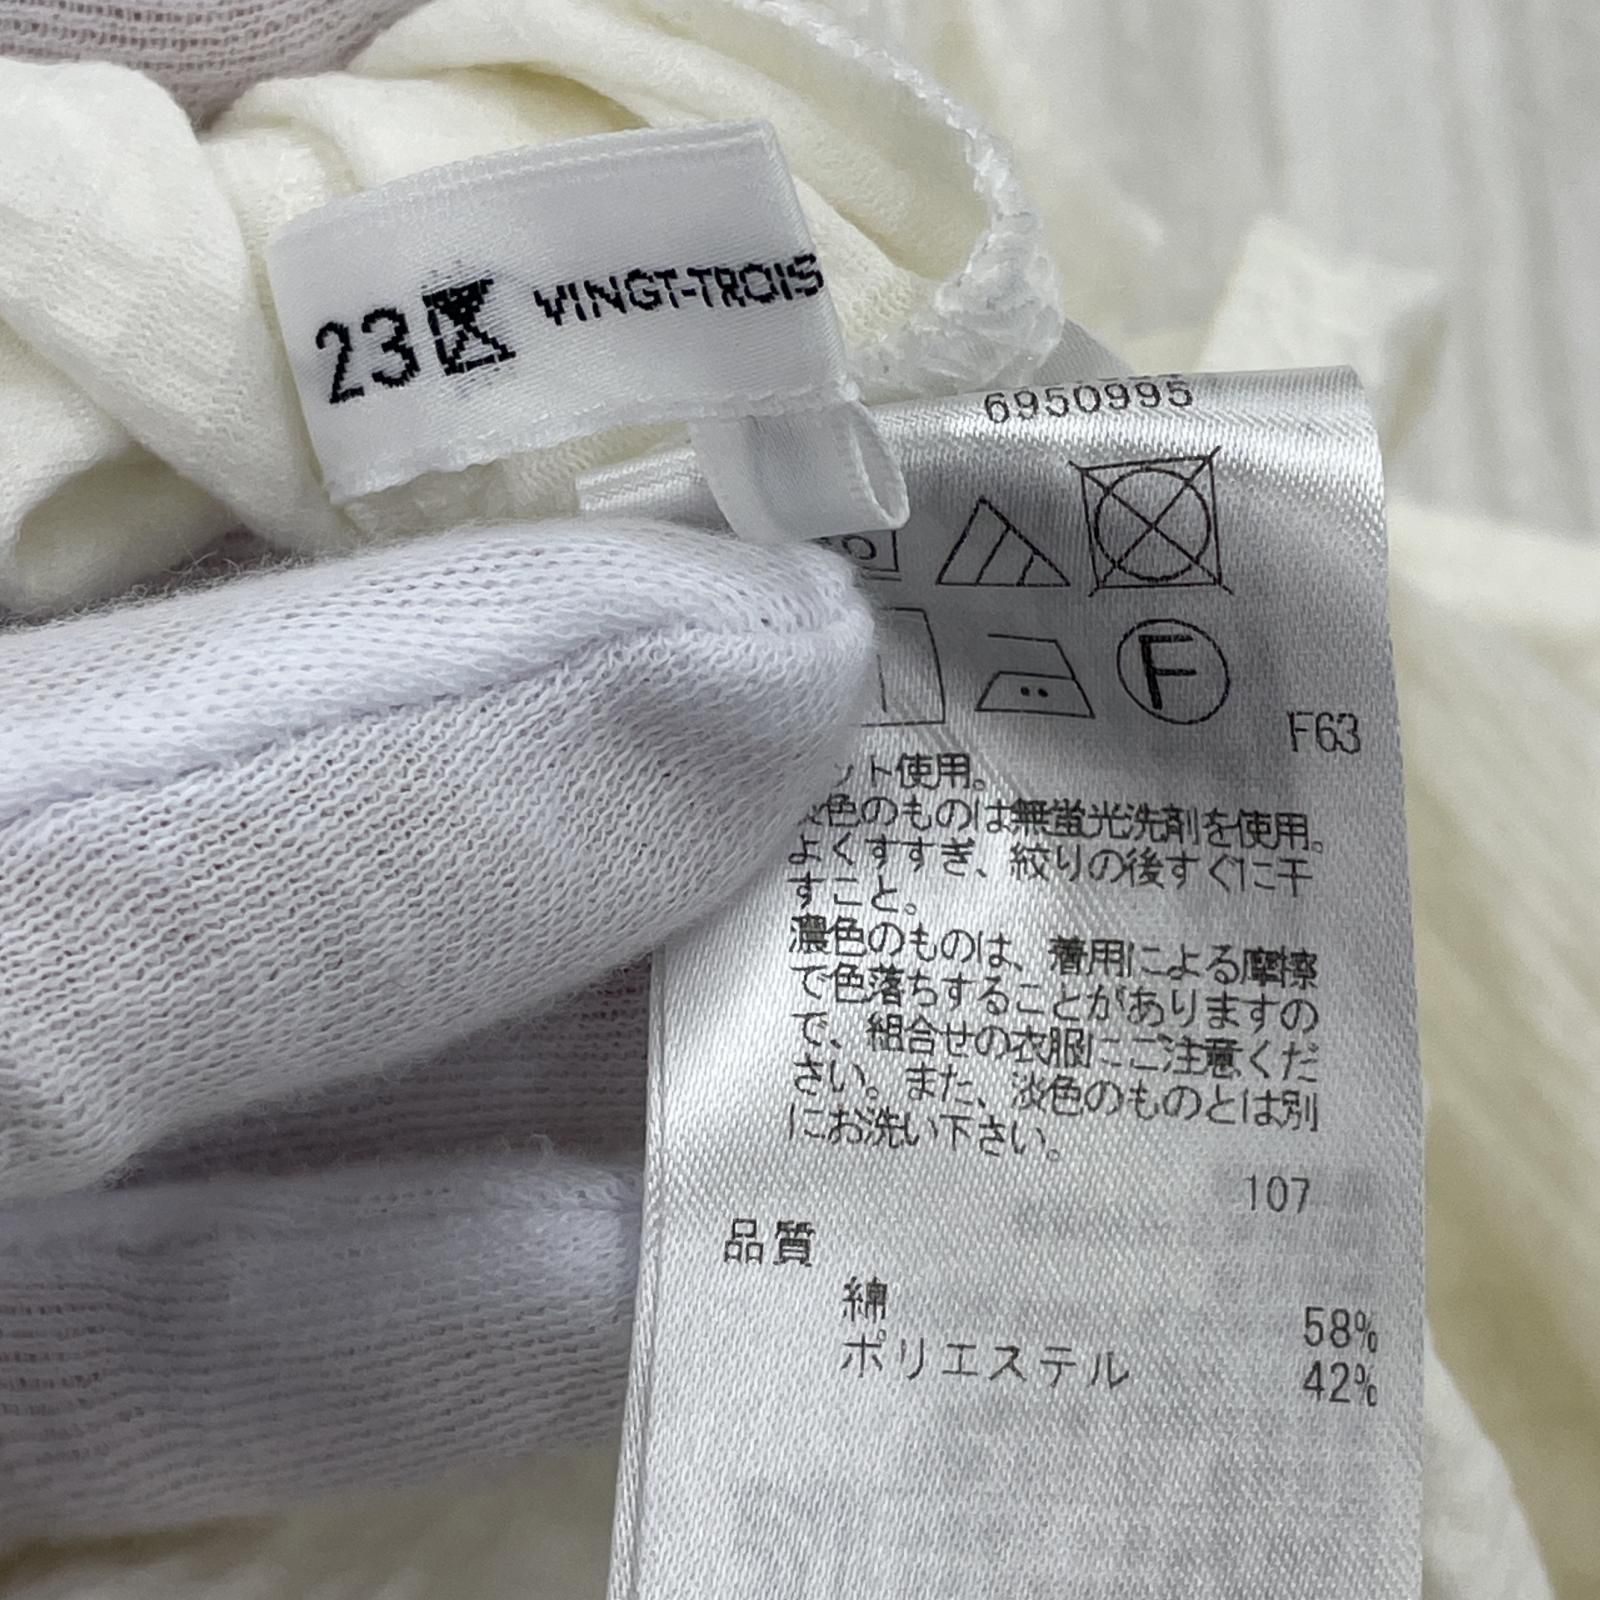 23区 VINGT-TROIS
6950995
F
F63
ット使用。
色のものは無蛍光洗剤を使用。
よくすすぎ、絞りの後すぐに干
すこと。
濃色のものは、着用による摩擦
で色落ちすることがありますの
で、組合せの衣服にご注意くだ
さい。また、淡色のものとは別
にお洗い下さい。
107
品質
綿 58%
ポリエステル 42%